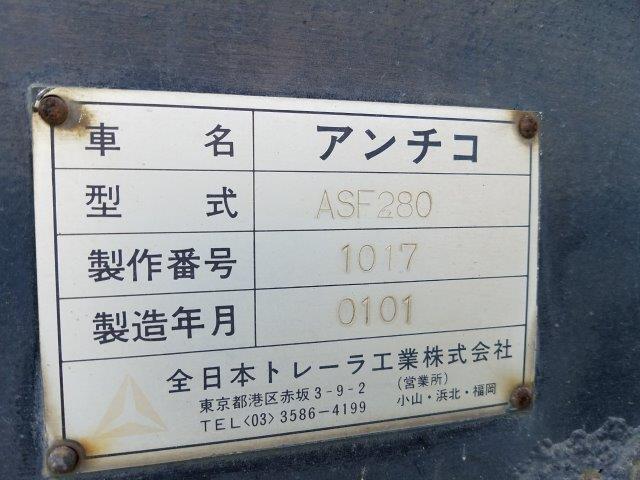 車名 アンチコ
型式 ASF280
製作番号 1017
製造年月 0101
全日本トレーラ工業株式会社
東京都港区赤坂3-9-2 (営業所)
TEL<03>3586-4199 小山・浜北・福岡